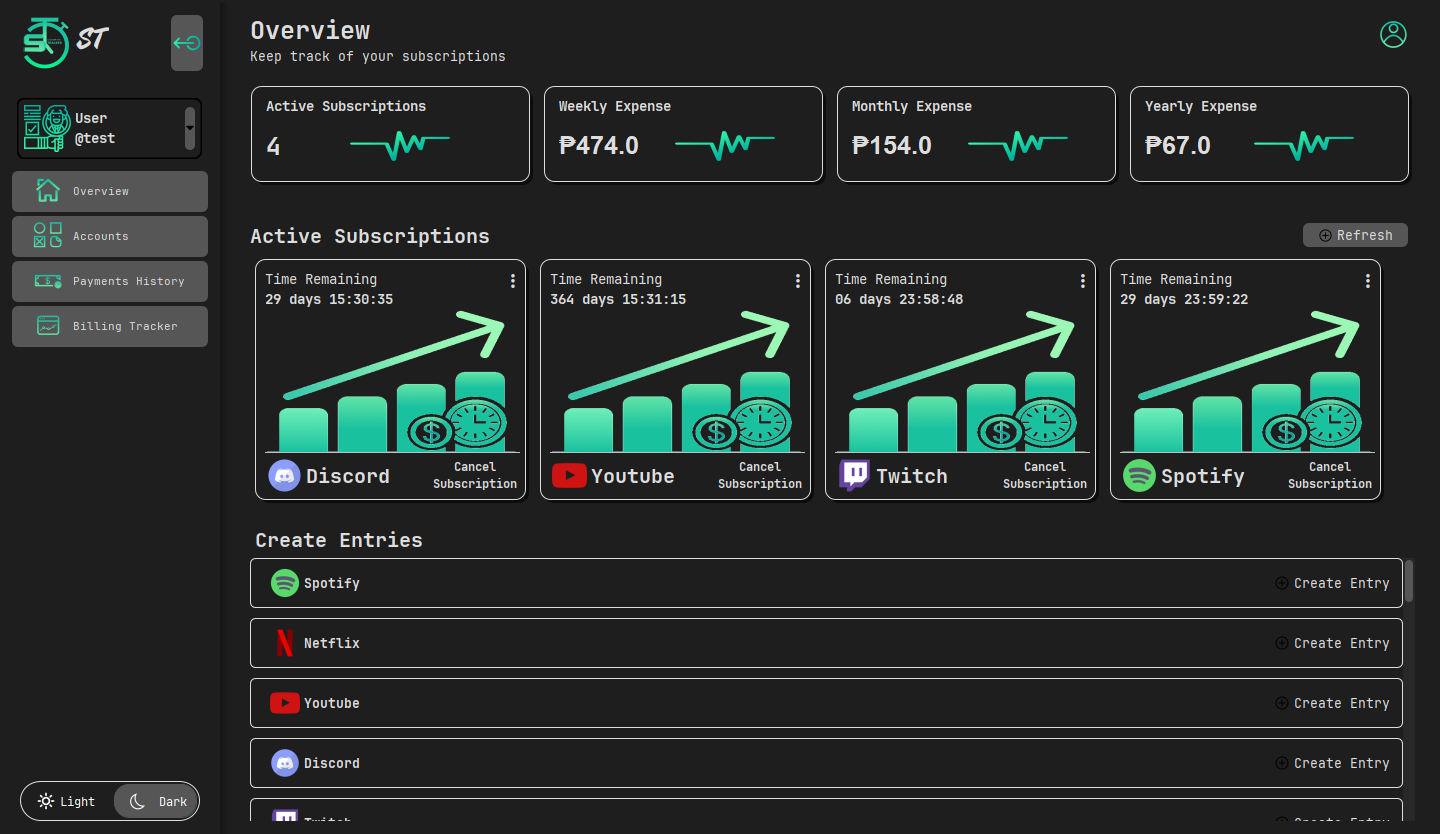 ST
User
@test
Overview
Accounts
Payments History
Billing Tracker
Light
Dark
Overview
Keep track of your subscriptions
Active Subscriptions
4
Weekly Expense
₱474.0
Monthly Expense
₱154.0
Yearly Expense
₱67.0
Active Subscriptions
Refresh
Time Remaining
29 days 15:30:35
$
Discord
Cancel
Subscription
Time Remaining
364 days 15:31:15
$
Youtube
Cancel
Subscription
Time Remaining
06 days 23:58:48
$
Twitch
Cancel
Subscription
Time Remaining
29 days 23:59:22
$
Spotify
Cancel
Subscription
Create Entries
Spotify
Create Entry
Netflix
Create Entry
Youtube
Create Entry
Discord
Create Entry
Twitch
Create Entry